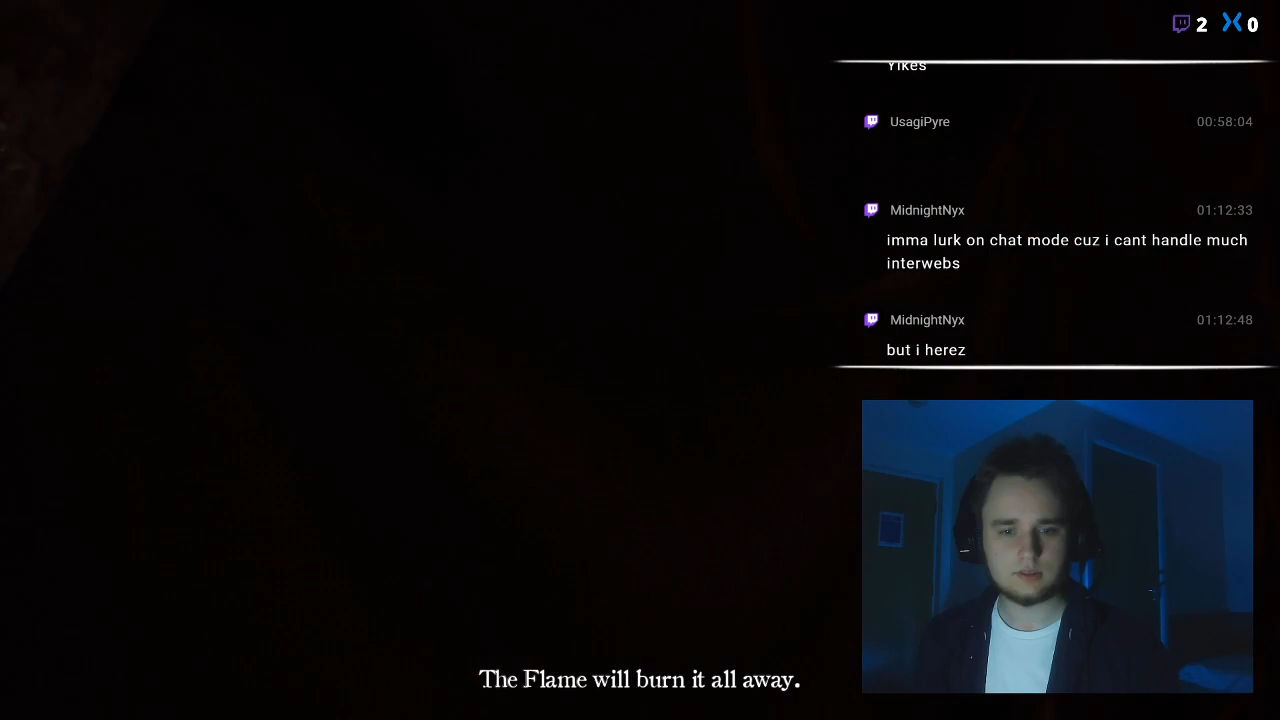 2 0
Yikes
UsagiPyre 00:58:04
MidnightNyx 01:12:33
imma lurk on chat mode cuz i cant handle much
interwebs
MidnightNyx 01:12:48
but i herez
The Flame will burn it all away.